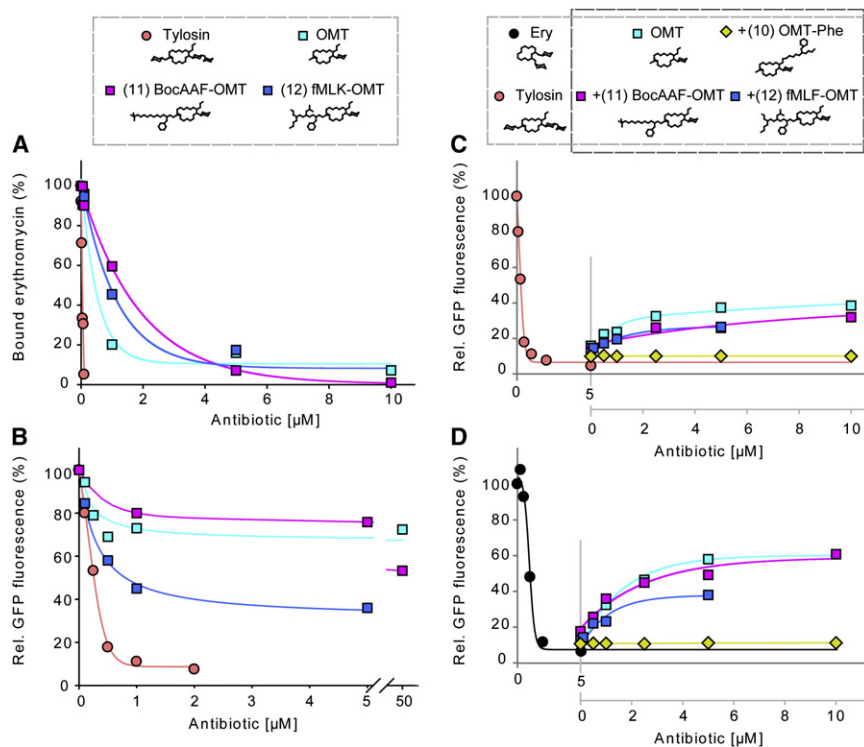 Tylosin
OMT
(11) BocAAF-OMT
(12) fMLK-OMT
Ery
OMT
+(10) OMT-Phe
Tylosin
+(11) BocAAF-OMT
+(12) fMLF-OMT
A
Bound erythromycin (%)
100
80
60
40
20
0
0 2 4 6 8 10
Antibiotic [µM]
B
Rel. GFP fluorescence (%)
100
80
60
40
20
0
0 1 2 3 4 5 50
Antibiotic [µM]
C
Rel. GFP fluorescence (%)
100
80
60
40
20
0
0 5
0 2 4 6 8 10
Antibiotic [µM]
D
Rel. GFP fluorescence (%)
100
80
60
40
20
0
0 5
0 2 4 6 8 10
Antibiotic [µM]